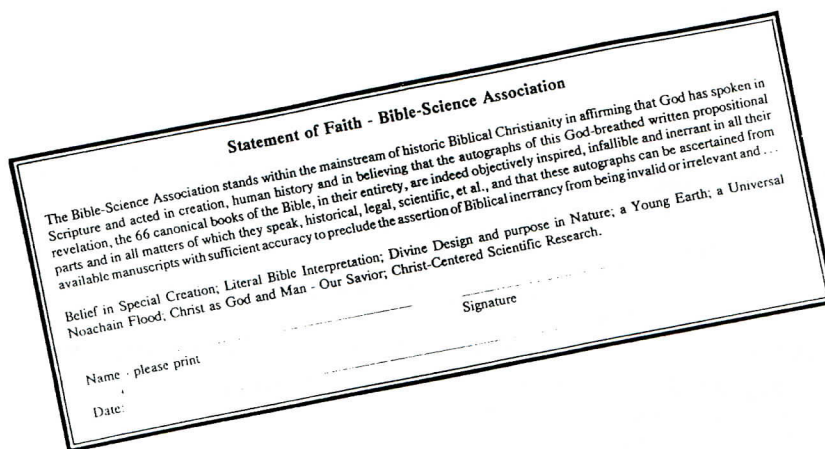 Statement of Faith - Bible-Science Association
The Bible-Science Association stands within the mainstream of historic Biblical Christianity in affirming that God has spoken in
Scripture and acted in creation, human history and in believing that the autographs of this God-breathed written propositional
revelation, the 66 canonical books of the Bible, in their entirety, are indeed objectively inspired, infallible and inerrant in all their
parts and in all matters of which they speak, historical, legal, scientific, et al., and that these autographs can be ascertained from
available manuscripts with sufficient accuracy to preclude the assertion of Biblical inerrancy from being invalid or irrelevant and ...
Belief in Special Creation; Literal Bible Interpretation; Divine Design and purpose in Nature; a Young Earth; a Universal
Noachain Flood; Christ as God and Man - Our Savior; Christ-Centered Scientific Research.
Signature
Name - please print
Date: